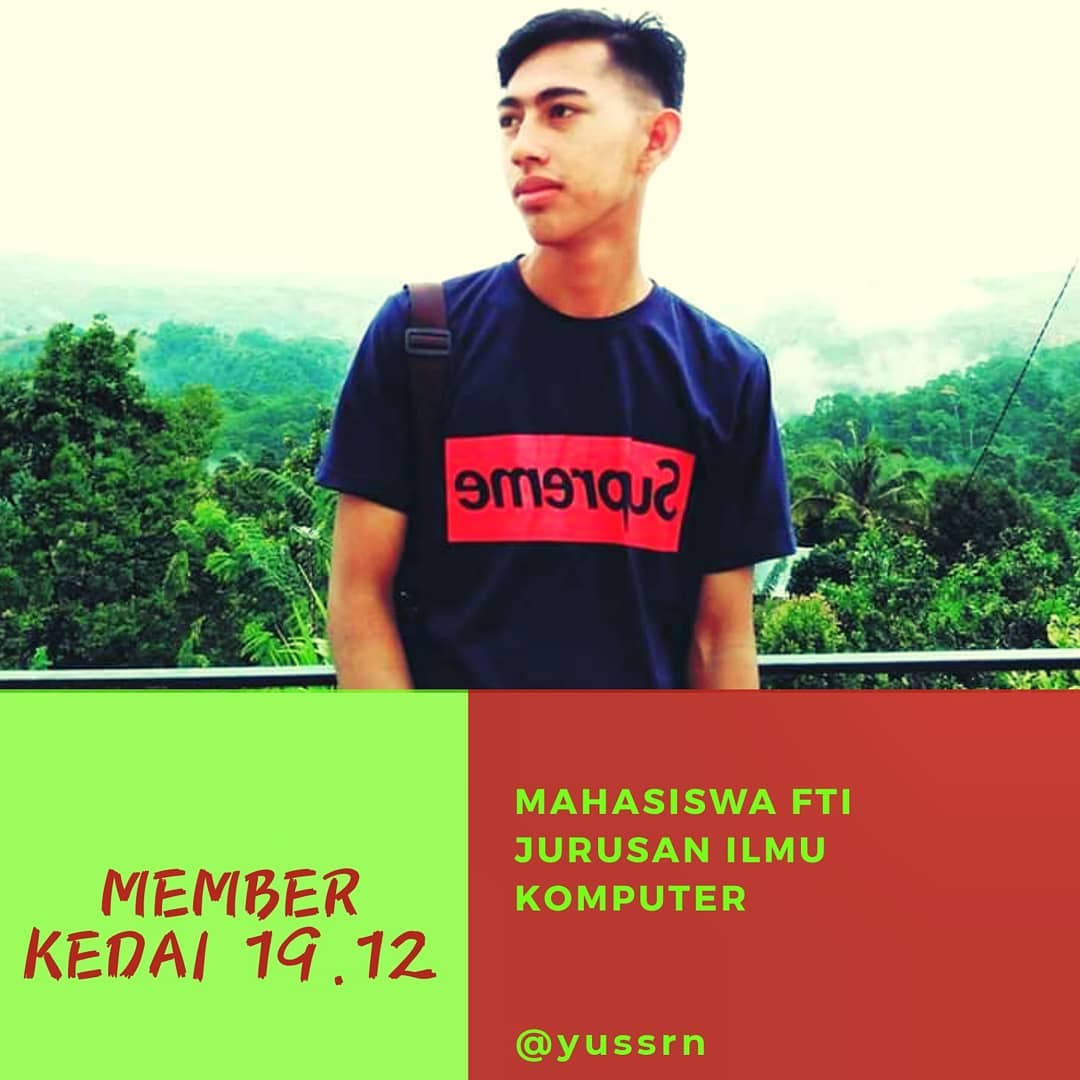 Supreme
MEMBER
KEDAI 19.12
MAHASISWA FTI
JURUSAN ILMU
KOMPUTER
@yussrn